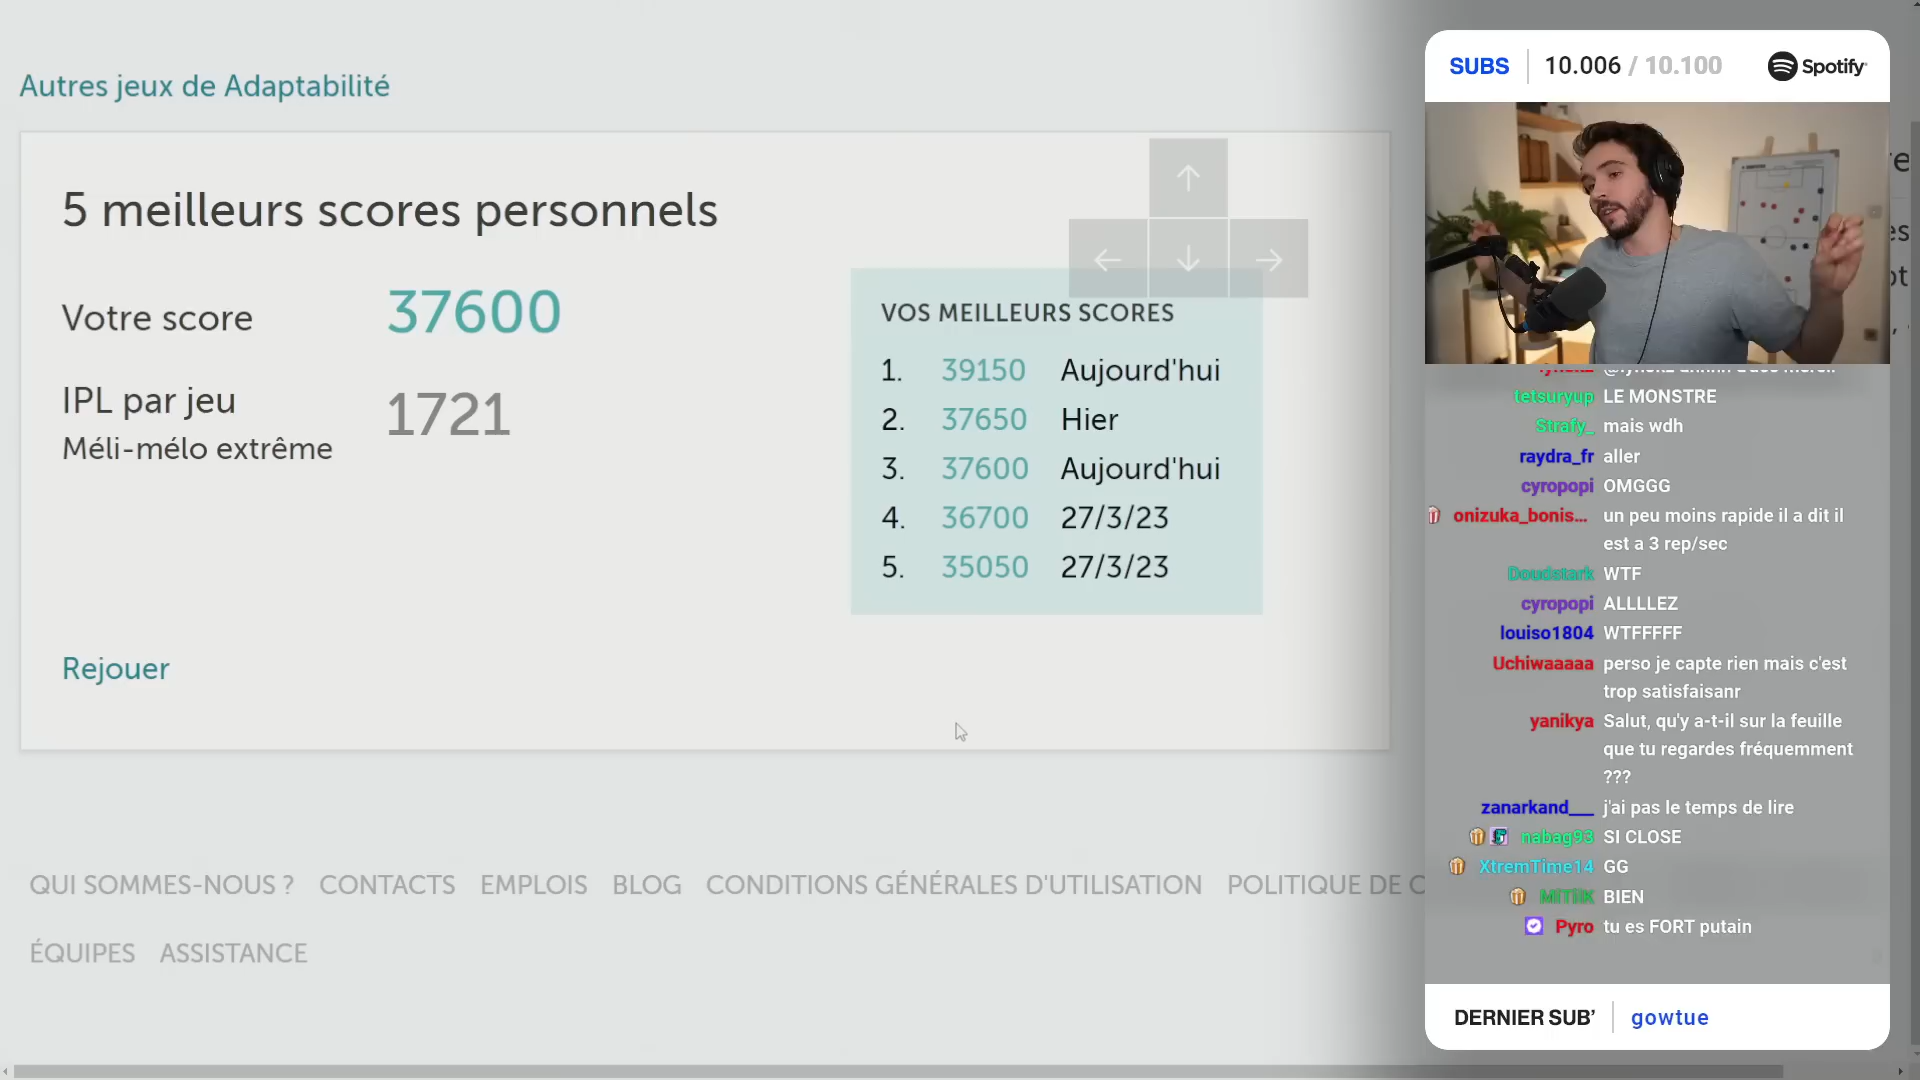 Autres jeux de Adaptabilité
5 meilleurs scores personnels
Votre score 37600
IPL par jeu 1721
Méli-mélo extrême
VOS MEILLEURS SCORES
1. 39150 Aujourd'hui
2. 37650 Hier
3. 37600 Aujourd'hui
4. 36700 27/3/23
5. 35050 27/3/23
Rejouer
QUI SOMMES-NOUS ? CONTACTS EMPLOIS BLOG CONDITIONS GÉNÉRALES D'UTILISATION POLITIQUE DE C
ÉQUIPES ASSISTANCE
SUBS 10.006 / 10.100 Spotify
tetsuryup LE MONSTRE
Strafy_ mais wdh
raydra_fr aller
cyropopi OMGGG
onizuka_bonis... un peu moins rapide il a dit il
est a 3 rep/sec
Doudstark WTF
cyropopi ALLLLEZ
louiso1804 WTFFFFF
Uchiwaaaaa perso je capte rien mais c'est
trop satisfaisanr
yanikya Salut, qu'y a-t-il sur la feuille
que tu regardes fréquemment
???
zanarkand___ j'ai pas le temps de lire
nabag93 SI CLOSE
XtremTime14 GG
BIEN
Pyro tu es FORT putain
DERNIER SUB' gowtue